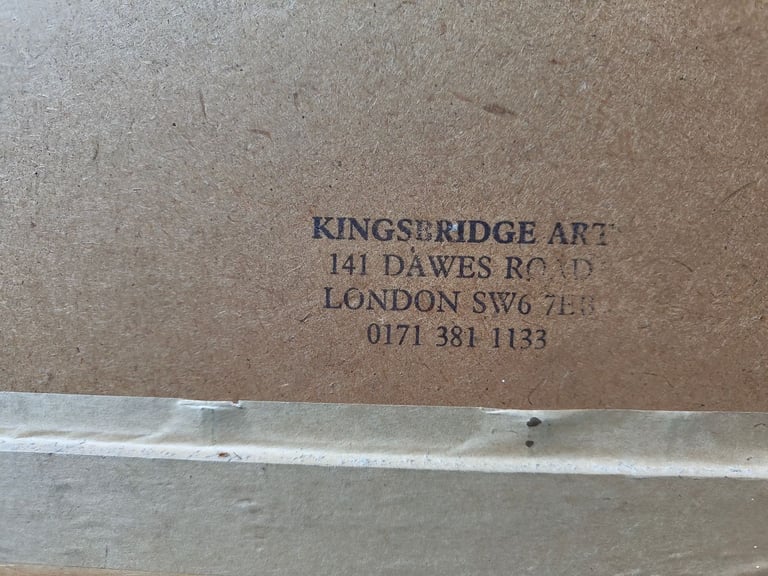 KINGSBRIDGE ART
141 DAWES ROAD
LONDON SW6 7EB
0171 381 1133